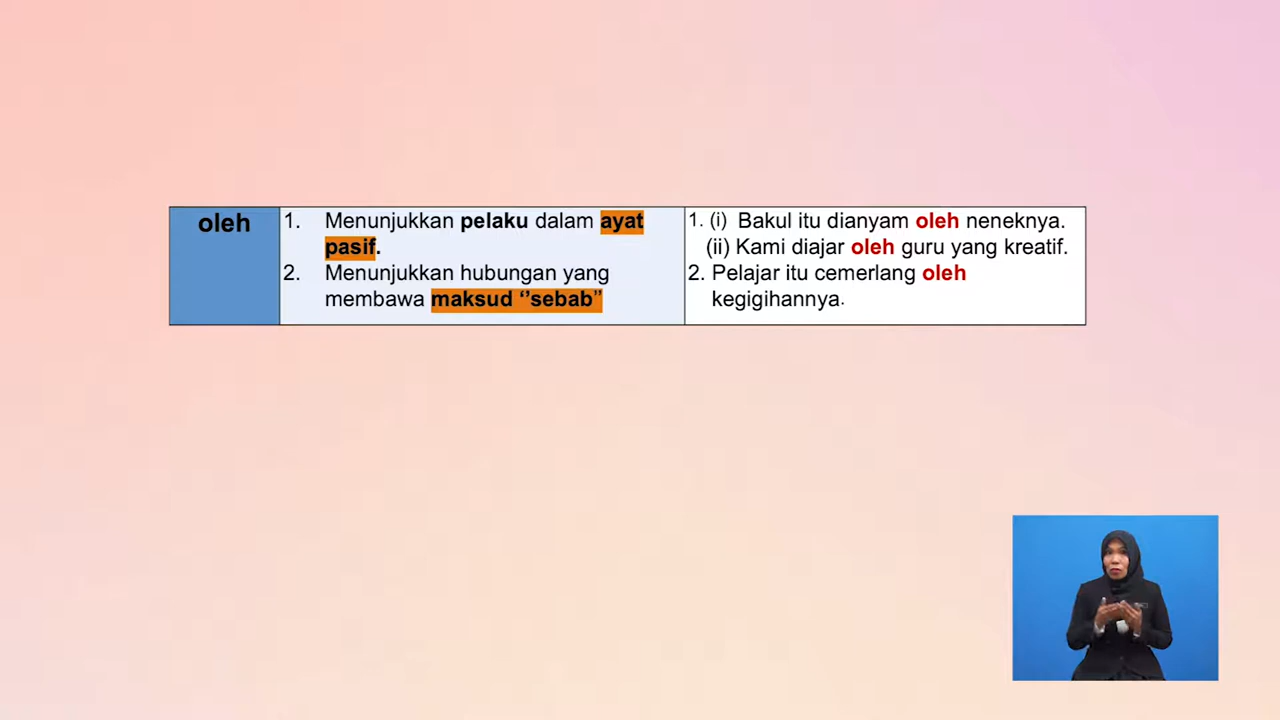 oleh
1. Menunjukkan pelaku dalam ayat
pasif.
2. Menunjukkan hubungan yang
membawa maksud ‘’sebab”
1. (i) Bakul itu dianyam oleh neneknya.
(ii) Kami diajar oleh guru yang kreatif.
2. Pelajar itu cemerlang oleh
kegigihannya.